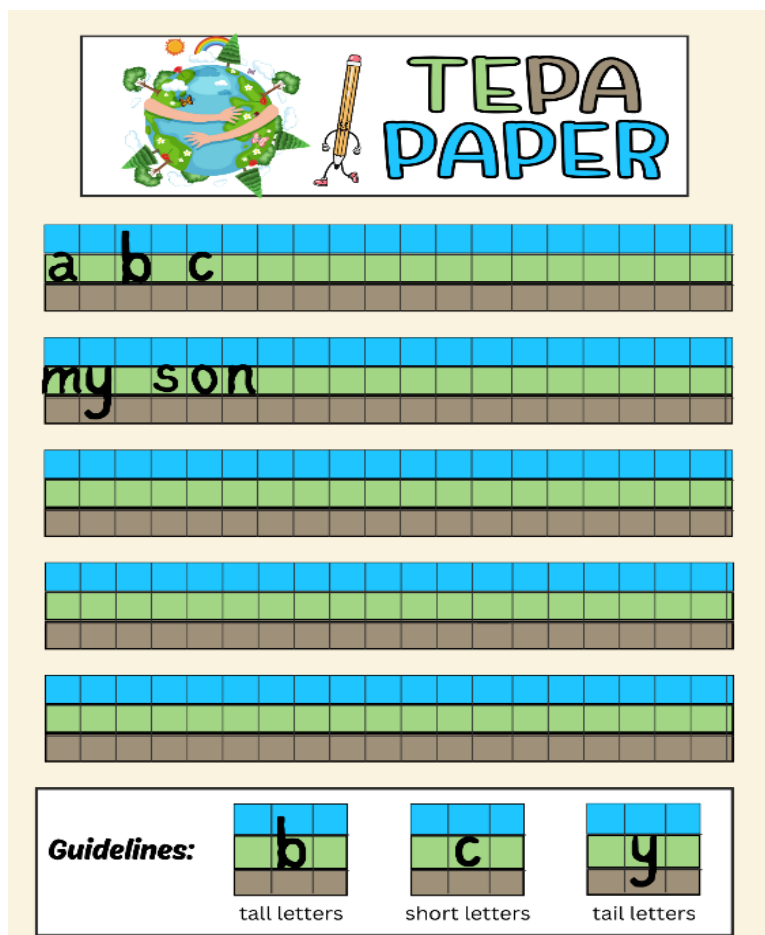 TEPA
PAPER
a b c
my son
Guidelines:
b c y
tall letters short letters tail letters